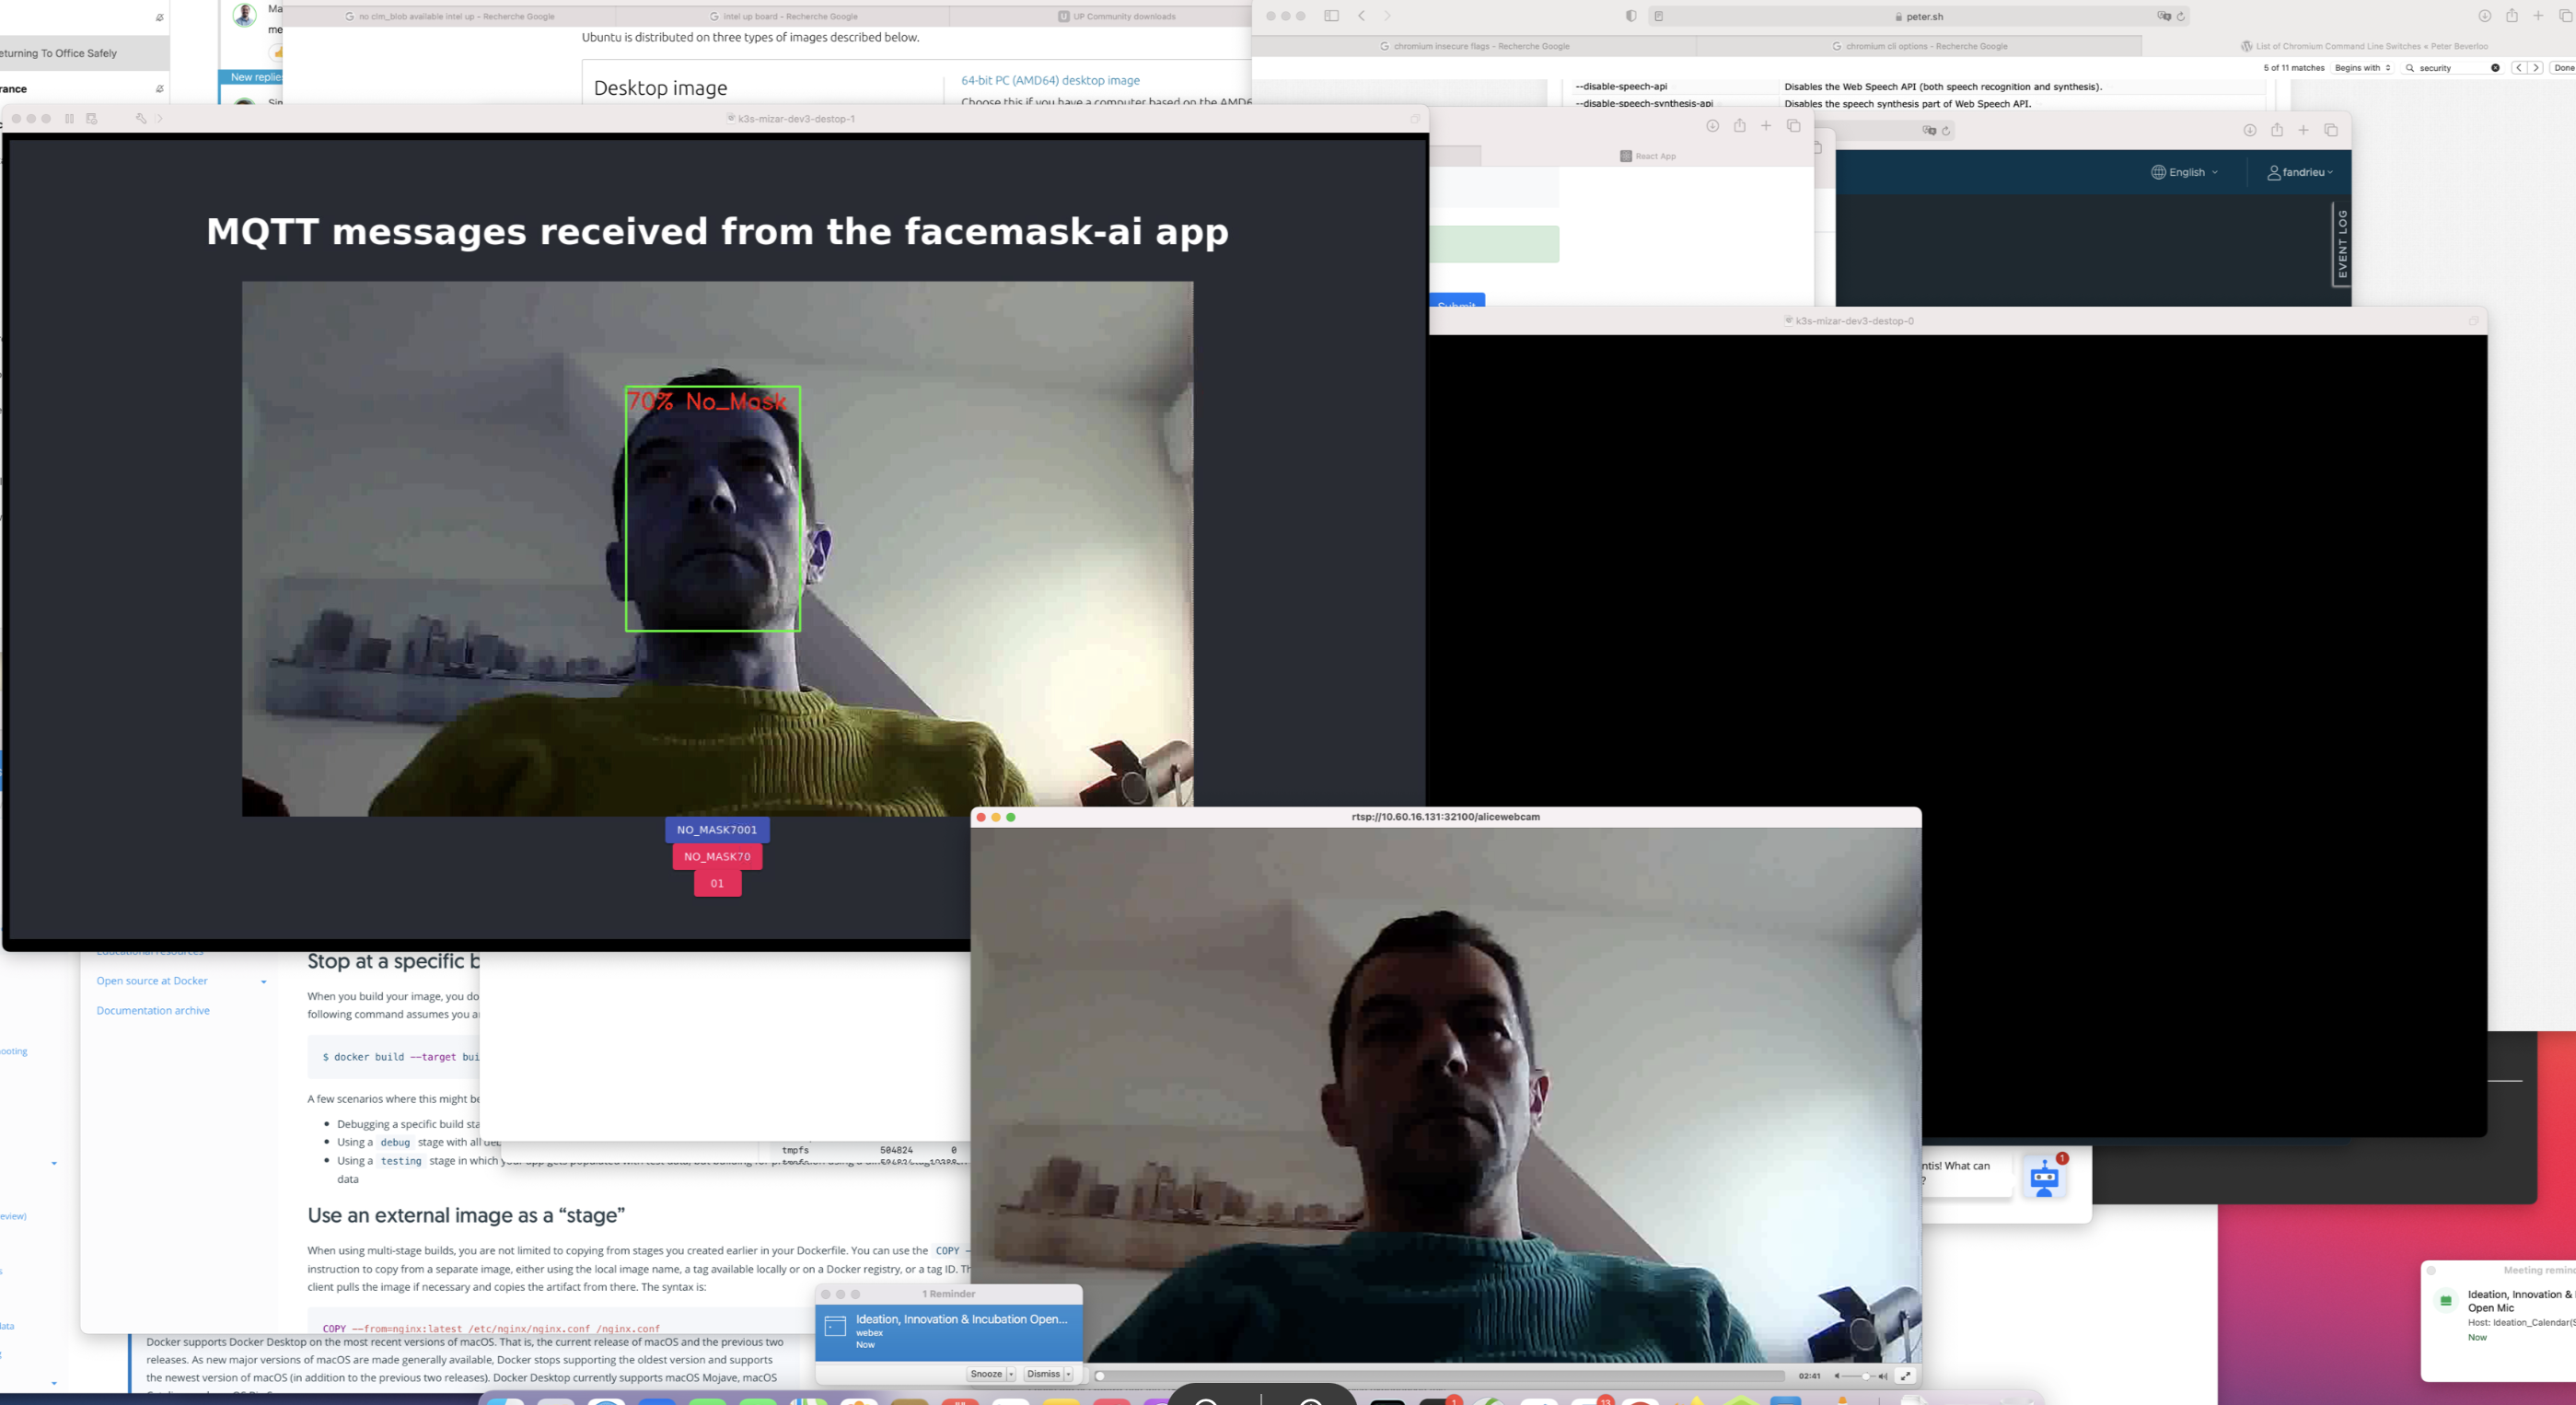 Ma
me
eturning To Office Safely
New replie
rance
Sin
no clm_blob available intel up - Recherche Google
intel up board - Recherche Google
UP Community downloads
Ubuntu is distributed on three types of images described below.
Desktop image
64-bit PC (AMD64) desktop image
Choose this if you have a computer based on the AMD6
peter.sh
chromium insecure flags - Recherche Google
chromium cli options - Recherche Google
List of Chromium Command Line Switches « Peter Beverloo
5 of 11 matches
Begins with
security
Done
--disable-speech-api
Disables the Web Speech API (both speech recognition and synthesis).
--disable-speech-synthesis-api
Disables the speech synthesis part of Web Speech API.
k3s-mizar-dev3-destop-1
React App
English
fandrieu
EVENT LOG
Submit
MQTT messages received from the facemask-ai app
70% No_Mask
NO_MASK7001
NO_MASK70
01
k3s-mizar-dev3-destop-0
rtsp://10.60.16.131:32100/alicewebcam
02:41
Educational resources
Open source at Docker
Documentation archive
ooting
eview)
s
data
Stop at a specific b
When you build your image, you do
following command assumes you a
$ docker build --target bui
A few scenarios where this might be
Debugging a specific build sta
Using a debug stage with all
Using a testing stage in which your app gets populated with test data, but building for production using a
data
tmpfs 504824 0
Use an external image as a “stage”
When using multi-stage builds, you are not limited to copying from stages you created earlier in your Dockerfile. You can use the COPY –
instruction to copy from a separate image, either using the local image name, a tag available locally or on a Docker registry, or a tag ID. Th
client pulls the image if necessary and copies the artifact from there. The syntax is:
COPY --from=nginx:latest /etc/nginx/nginx.conf /nginx.conf
Docker supports Docker Desktop on the most recent versions of macOS. That is, the current release of macOS and the previous two
releases. As new major versions of macOS are made generally available, Docker stops supporting the oldest version and supports
the newest version of macOS (in addition to the previous two releases). Docker Desktop currently supports macOS Mojave, macOS
1 Reminder
Ideation, Innovation & Incubation Open...
webex
Now
Snooze
Dismiss
ntis! What can
?
1
Meeting remin
Ideation, Innovation &
Open Mic
Host: Ideation_Calendar(S
Now
1
13